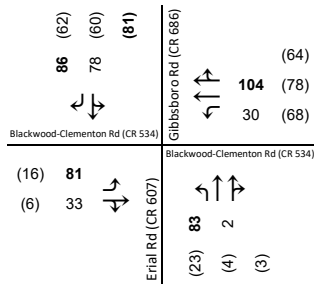 (62) (60) (81)
86 78
Blackwood-Clementon Rd (CR 534)
Gibbsboro Rd (CR 686)
(64)
104 (78)
30 (68)
(16) 81
(6) 33
Erial Rd (CR 607)
Blackwood-Clementon Rd (CR 534)
83 2
(23) (4) (3)